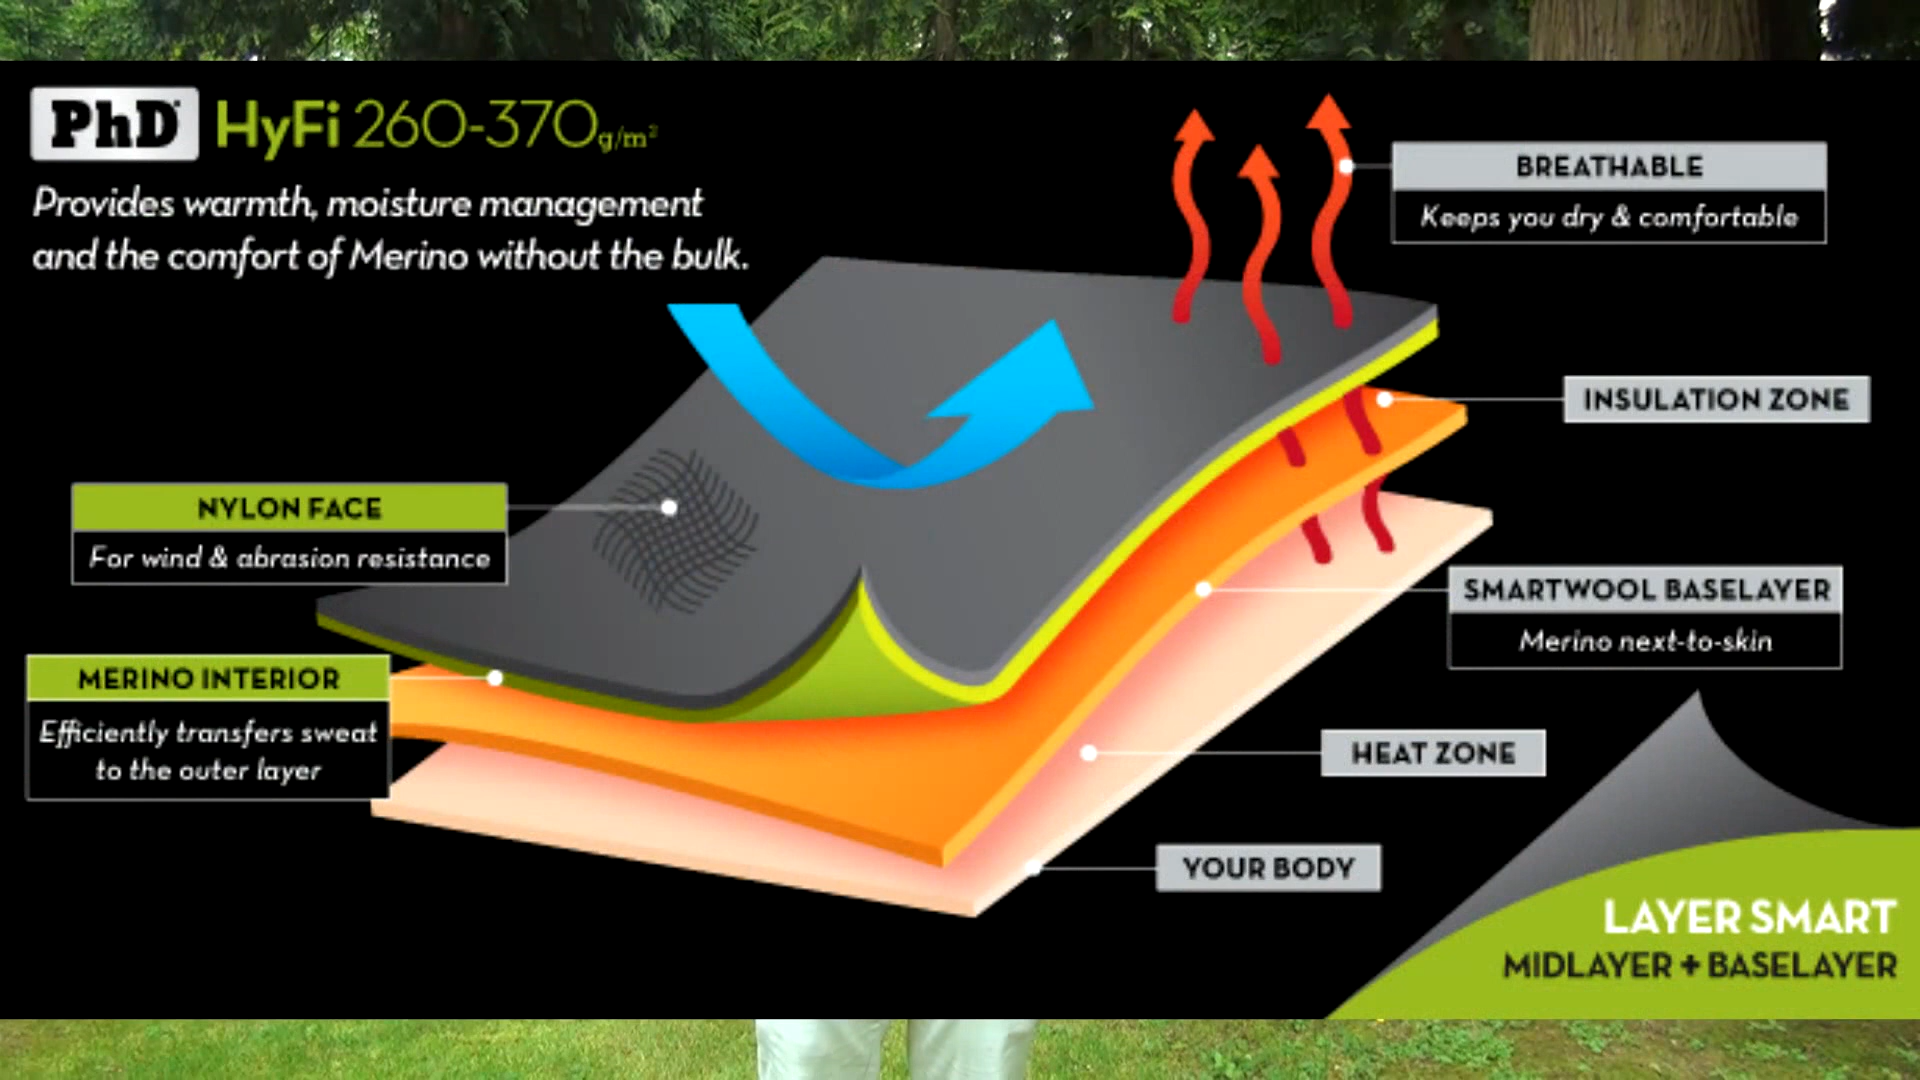 PhD HyFi 260-370g/m²
Provides warmth, moisture management
and the comfort of Merino without the bulk.
BREATHABLE
Keeps you dry & comfortable
INSULATION ZONE
NYLON FACE
For wind & abrasion resistance
SMARTWOOL BASELAYER
Merino next-to-skin
MERINO INTERIOR
Efficiently transfers sweat
to the outer layer
HEAT ZONE
YOUR BODY
LAYER SMART
MIDLAYER + BASELAYER